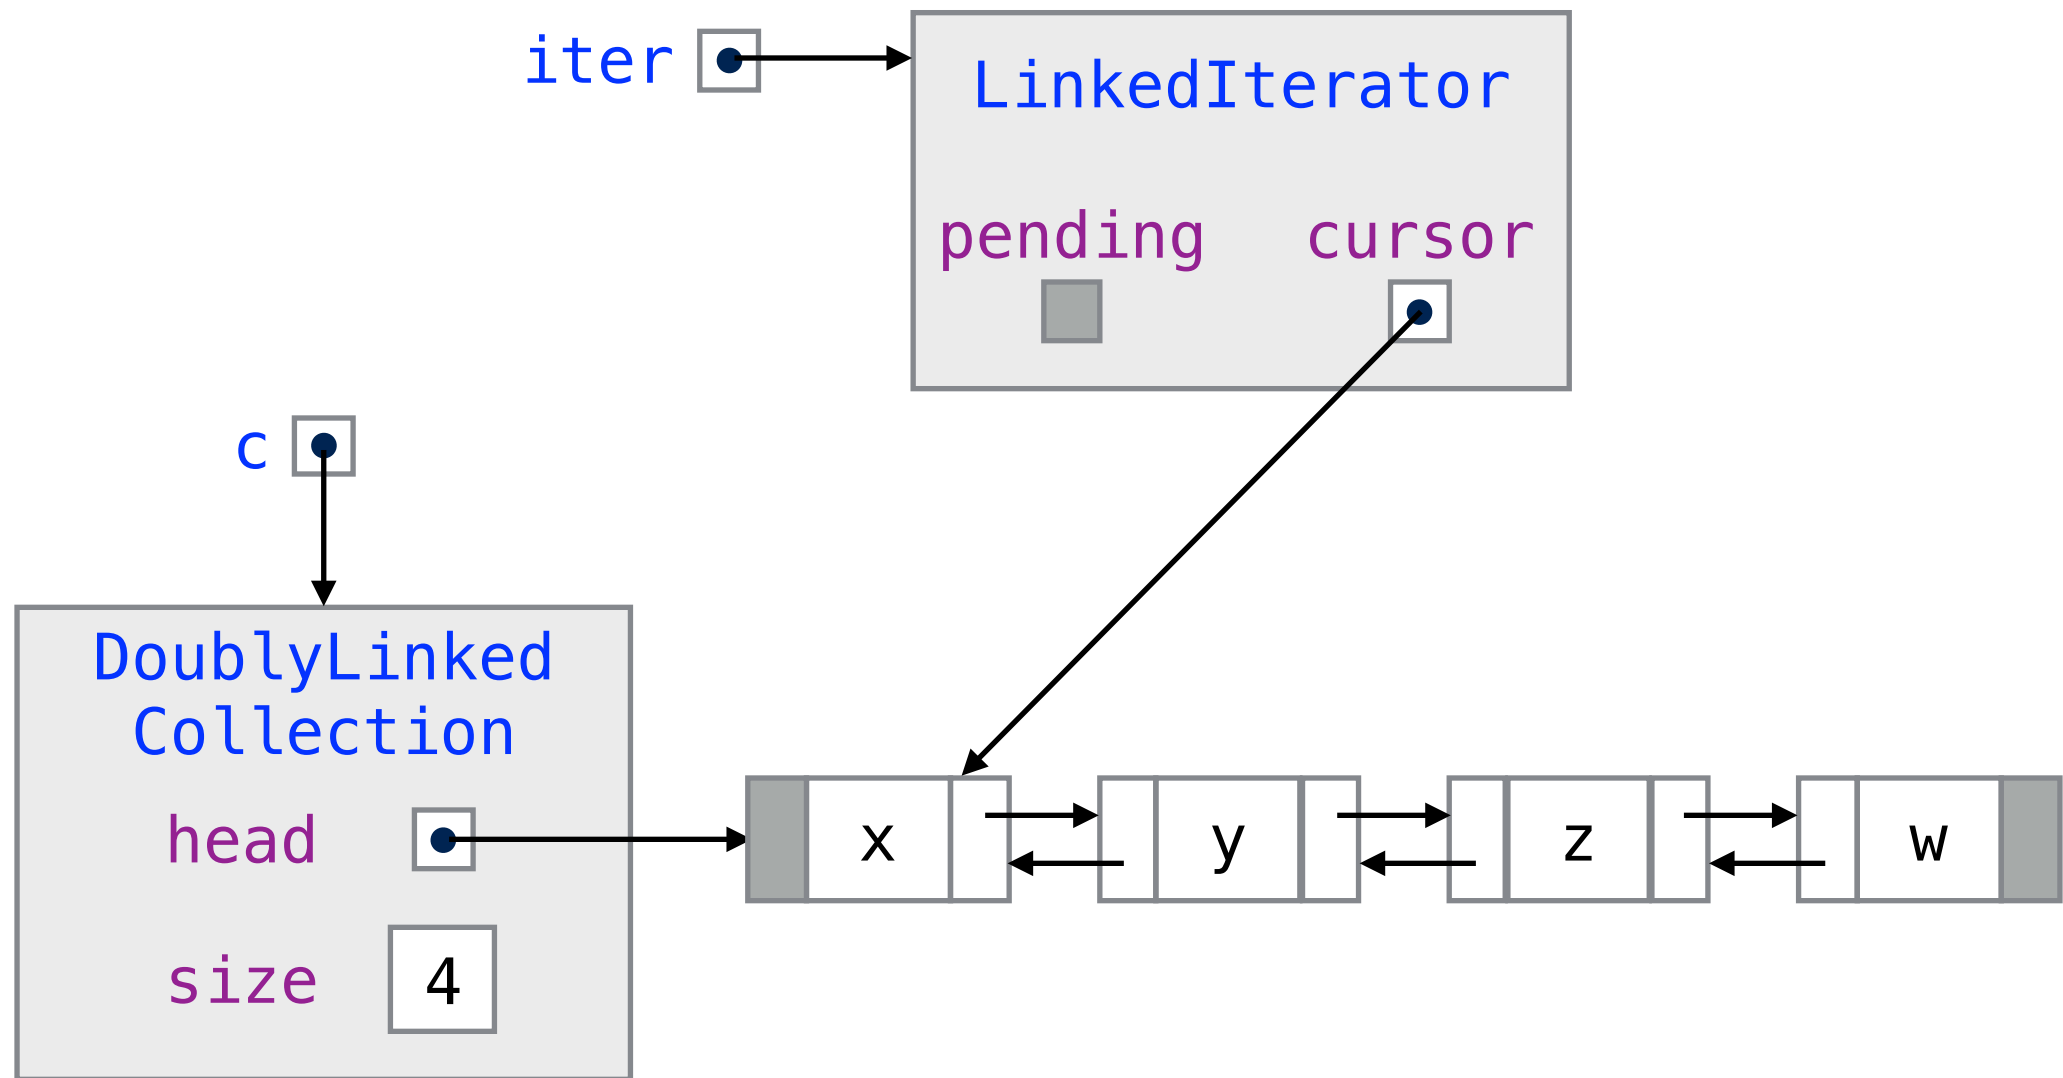 iter
LinkedIterator
pending cursor
c
DoublyLinked
Collection
head
x y z w
size 4